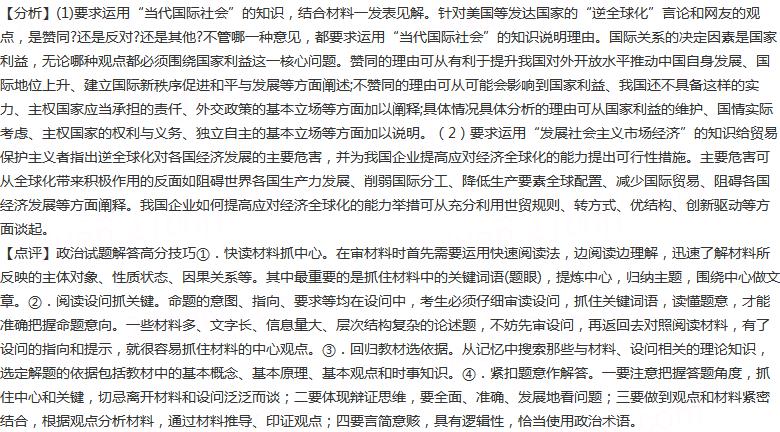 【分析】(1)要求运用“当代国际社会”的知识，结合材料一发表见解。针对美国等发达国家的“逆全球化”言论和网友的观
点，是赞同?还是反对?还是其他?不管哪一种意见，都要求运用“当代国际社会”的知识说明理由。国际关系的决定因素是国家
利益，无论哪种观点都必须围绕国家利益这一核心问题。赞同的理由可从有利于提升我国对外开放水平推动中国自身发展、国
际地位上升、建立国际新秩序促进和平与发展等方面阐述;不赞同的理由可从可能会影响到国家利益、我国还不具备这样的实
力、主权国家应当承担的责任、外交政策的基本立场等方面加以阐释;具体情况具体分析的理由可从国家利益的维护、国情实际
考虑、主权国家的权利与义务、独立自主的基本立场等方面加以说明。（2）要求运用“发展社会主义市场经济”的知识给贸易
保护主义者指出逆全球化对各国经济发展的主要危害，并为我国企业提高应对经济全球化的能力提出可行性措施。主要危害可
从全球化带来积极作用的反面如阻碍世界各国生产力发展、削弱国际分工、降低生产要素全球配置、减少国际贸易、阻碍各国
经济发展等方面阐释。我国企业如何提高应对经济全球化的能力举措可从充分利用世贸规则、转方式、优结构、创新驱动等方
面谈起。
【点评】政治试题解答高分技巧①．快读材料抓中心。在审材料时首先需要运用快速阅读法，边阅读边理解，迅速了解材料所
反映的主体对象、性质状态、因果关系等。其中最重要的是抓住材料中的关键词语(题眼)，提炼中心，归纳主题，围绕中心做文
章。②．阅读设问抓关键。命题的意图、指向、要求等均在设问中，考生必须仔细审读设问，抓住关键词语，读懂题意，才能
准确把握命题意向。一些材料多、文字长、信息量大、层次结构复杂的论述题，不妨先审设问，再返回去对照阅读材料，有了
设问的指向和提示，就很容易抓住材料的中心观点。③．回归教材选依据。从记忆中搜索那些与材料、设问相关的理论知识，
选定解题的依据包括教材中的基本概念、基本原理、基本观点和时事知识。④．紧扣题意作解答。一要注意把握答题角度，抓
住中心和关键，切忌离开材料和设问泛泛而谈；二要体现辩证思维，要全面、准确、发展地看问题；三要做到观点和材料紧密
结合，根据观点分析材料，通过材料推导、印证观点；四要言简意赅，具有逻辑性，恰当使用政治术语。